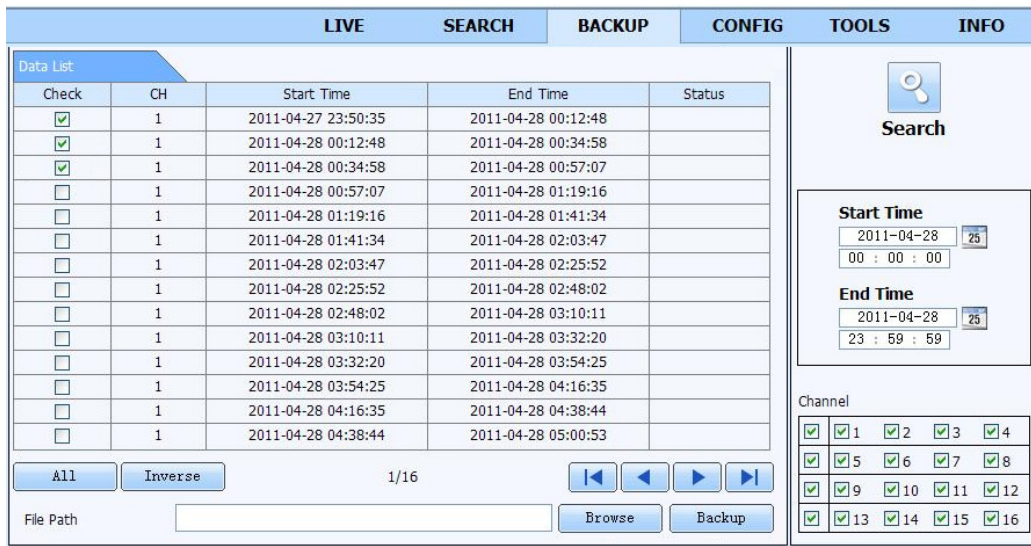 LIVE SEARCH BACKUP CONFIG TOOLS INFO
Data List
Check CH Start Time End Time Status
1 2011-04-27 23:50:35 2011-04-28 00:12:48
1 2011-04-28 00:12:48 2011-04-28 00:34:58
1 2011-04-28 00:34:58 2011-04-28 00:57:07
1 2011-04-28 00:57:07 2011-04-28 01:19:16
1 2011-04-28 01:19:16 2011-04-28 01:41:34
1 2011-04-28 01:41:34 2011-04-28 02:03:47
1 2011-04-28 02:03:47 2011-04-28 02:25:52
1 2011-04-28 02:25:52 2011-04-28 02:48:02
1 2011-04-28 02:48:02 2011-04-28 03:10:11
1 2011-04-28 03:10:11 2011-04-28 03:32:20
1 2011-04-28 03:32:20 2011-04-28 03:54:25
1 2011-04-28 03:54:25 2011-04-28 04:16:35
1 2011-04-28 04:16:35 2011-04-28 04:38:44
1 2011-04-28 04:38:44 2011-04-28 05:00:53
All Inverse 1/16
File Path Browse Backup
Search
Start Time
2011-04-28 25
00 : 00 : 00
End Time
2011-04-28 25
23 : 59 : 59
Channel
1 2 3 4
5 6 7 8
9 10 11 12
13 14 15 16